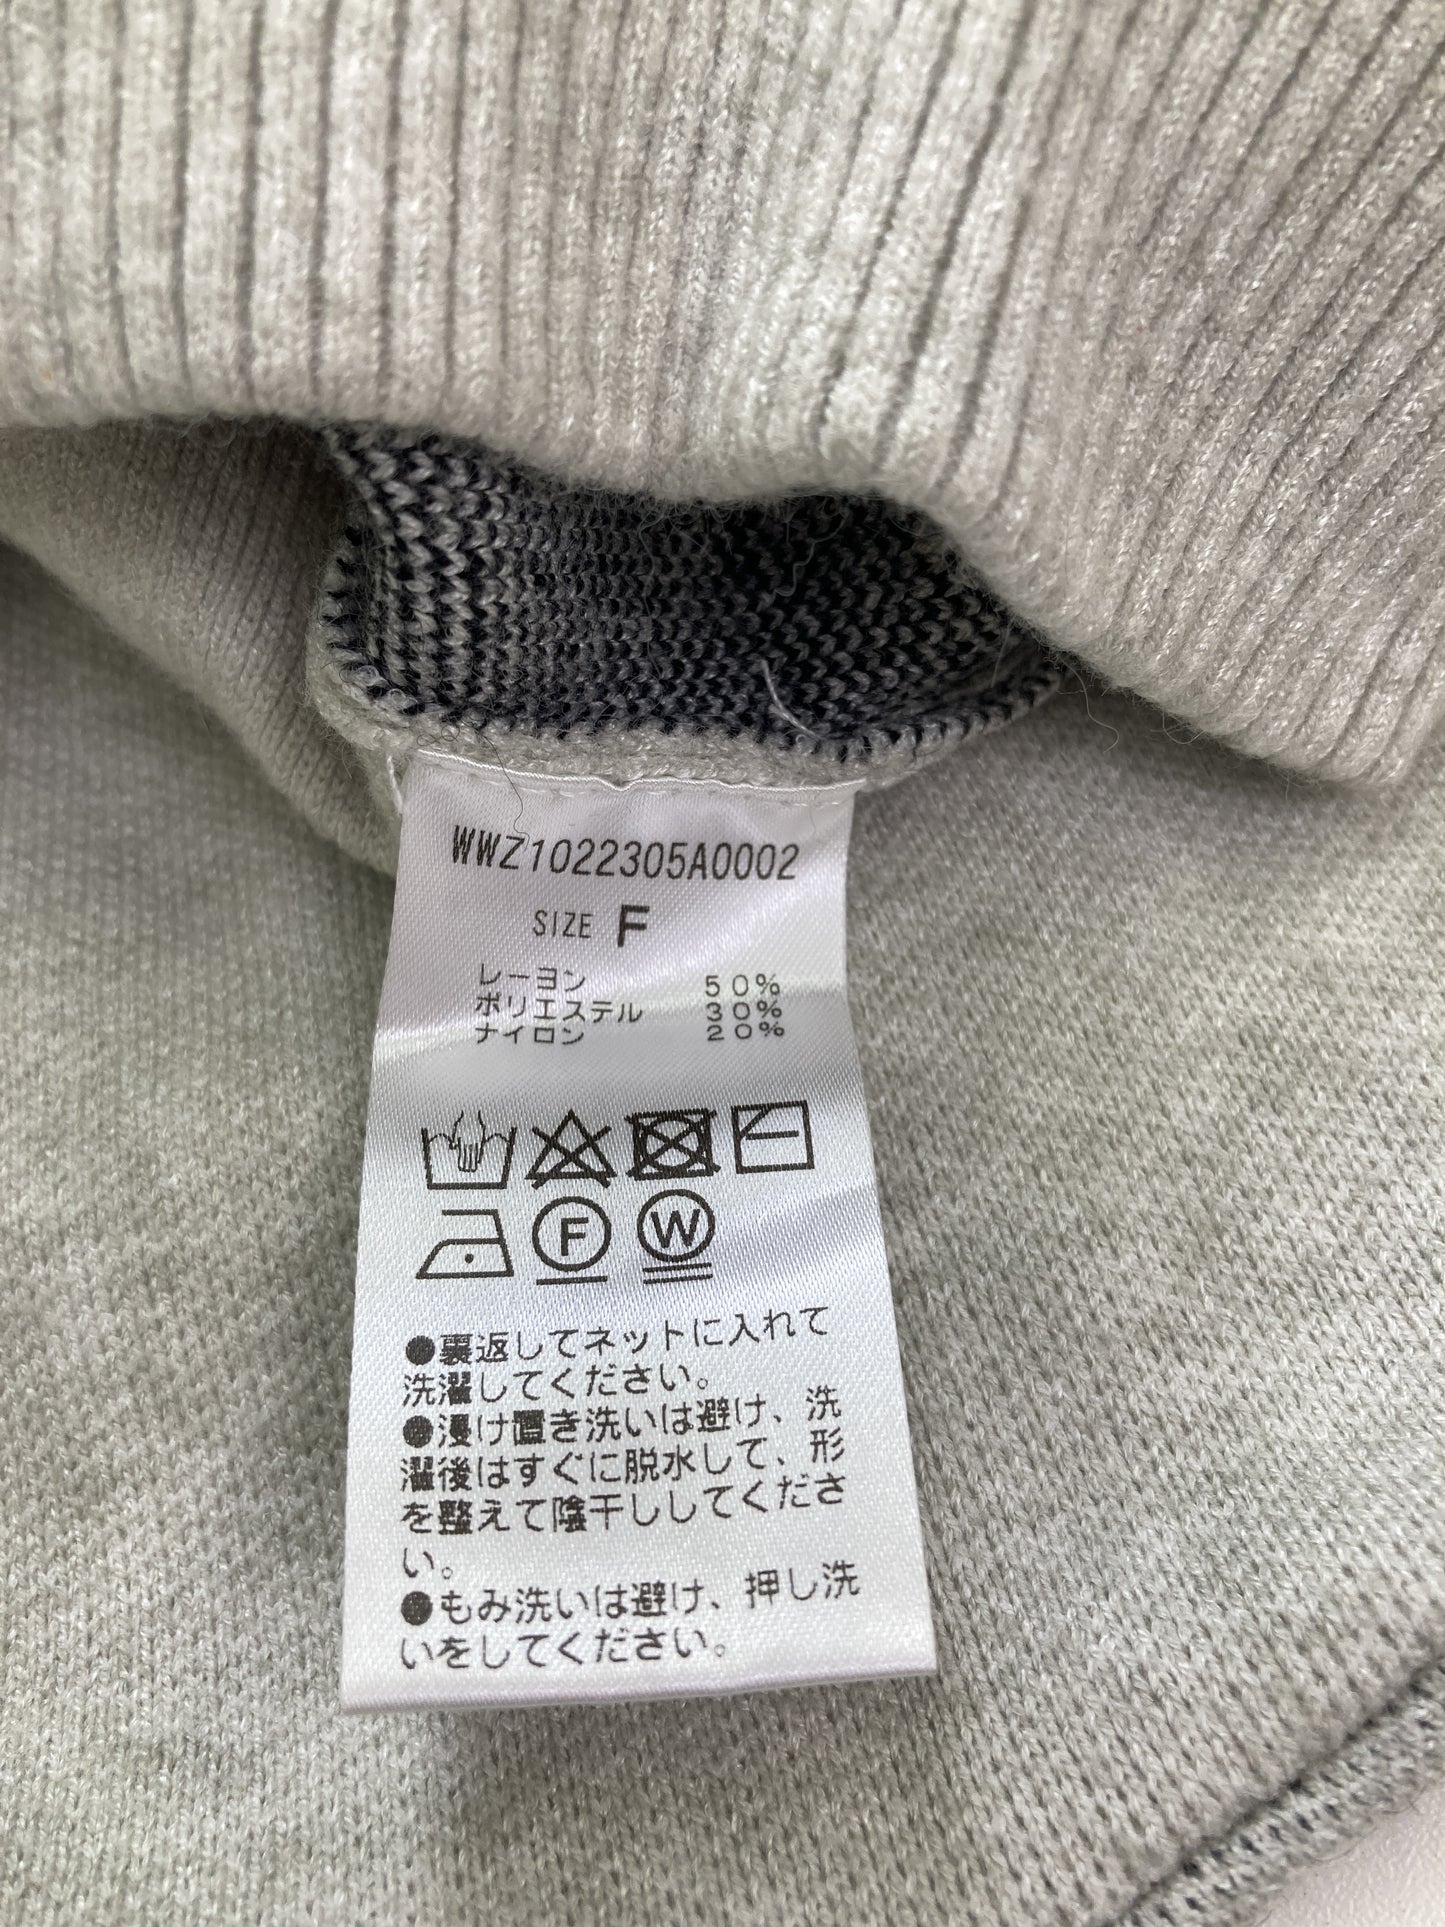 WWZ1022305A0002
SIZE F
レーヨン 50%
ポリエステル 30%
ナイロン 20%
F W
●裏返してネットに入れて
洗濯してください。
●浸け置き洗いは避け、洗
濯後はすぐに脱水して、形
を整えて陰干ししてくださ
い。
●もみ洗いは避け、押し洗
いをしてください。